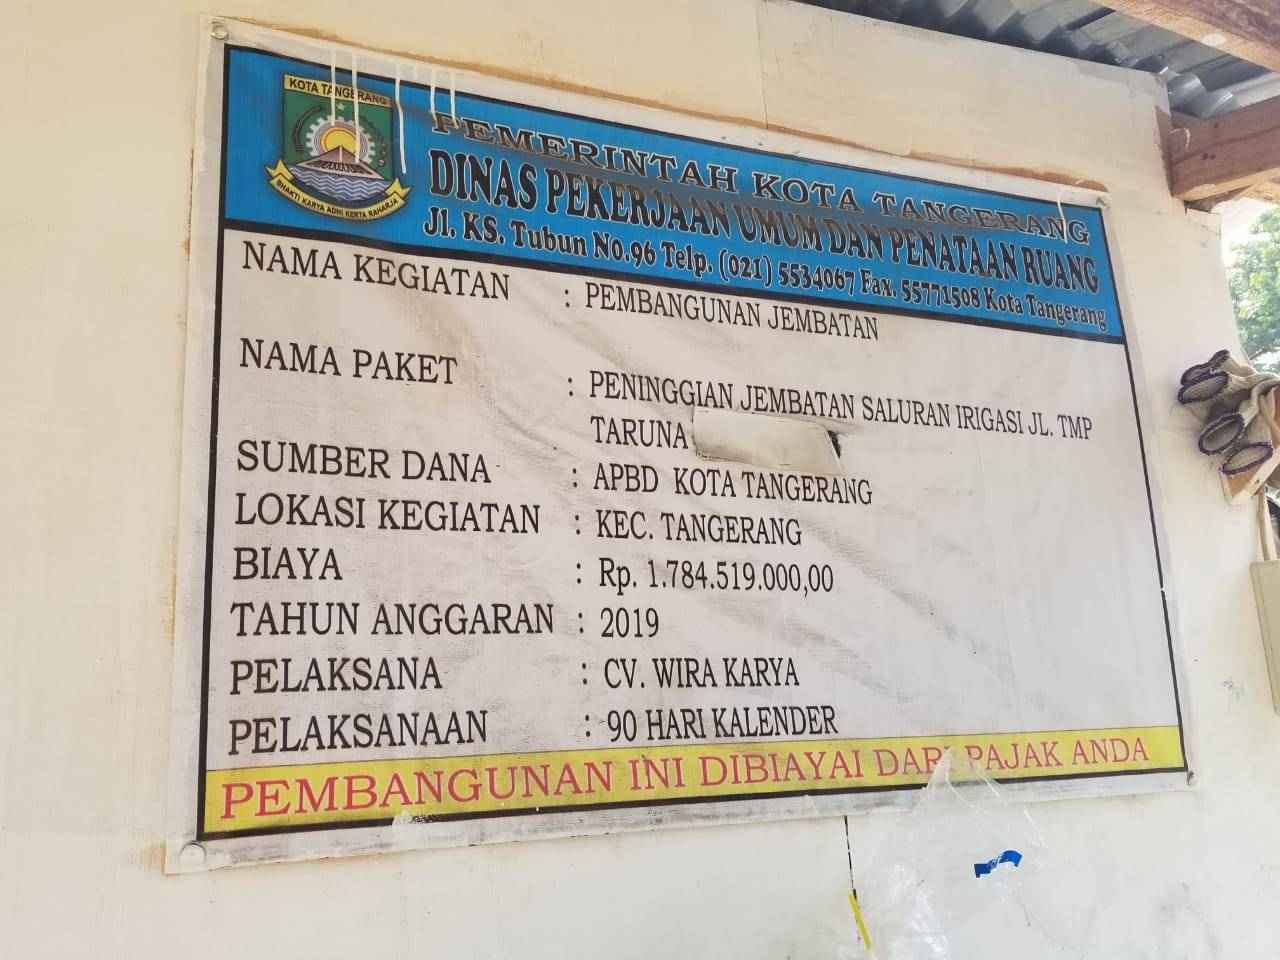 KOTA TANGERANG
BHAKTI KARYA ADHI KERTA RAHARJA
PEMERINTAH KOTA TANGERANG
DINAS PEKERJAAN UMUM DAN PENATAAN RUANG
Jl. KS. Tubun No.96 Telp. (021) 5534067 Fax. 55771508 Kota Tangerang
NAMA KEGIATAN : PEMBANGUNAN JEMBATAN
NAMA PAKET : PENINGGIAN JEMBATAN SALURAN IRIGASI JL. TMP
TARUNA
SUMBER DANA : APBD KOTA TANGERANG
LOKASI KEGIATAN : KEC. TANGERANG
BIAYA : Rp. 1.784.519.000,00
TAHUN ANGGARAN : 2019
PELAKSANA : CV. WIRA KARYA
PELAKSANAAN : 90 HARI KALENDER
PEMBANGUNAN INI DIBIAYAI DARI PAJAK ANDA